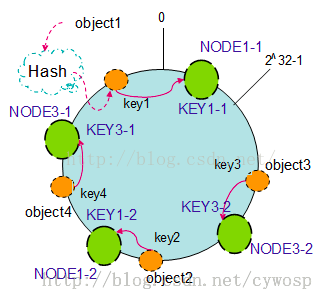 object1
0
NODE1-1
2^32-1
Hash
key1
KEY1-1
NODE3-1
KEY3-1
http://blog.csdn.net/
key3
object3
key4
KEY3-2
object4
KEY1-2
key2
NODE3-2
NODE1-2
object2
http://blog.csdn.net/cywosp